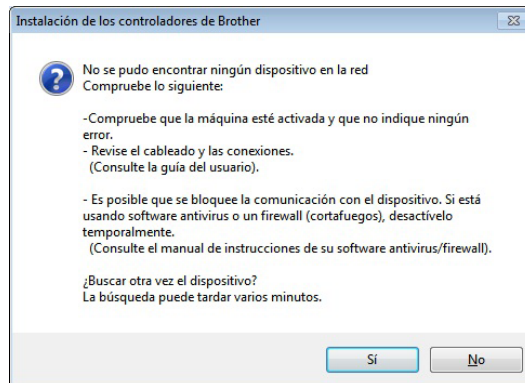 Instalación de los controladores de Brother
No se pudo encontrar ningún dispositivo en la red
Compruebe lo siguiente:
-Compruebe que la máquina esté activada y que no indique ningún
error.
- Revise el cableado y las conexiones.
(Consulte la guía del usuario).
- Es posible que se bloquee la comunicación con el dispositivo. Si está
usando software antivirus o un firewall (cortafuegos), desactívelo
temporalmente.
(Consulte el manual de instrucciones de su software antivirus/firewall).
¿Buscar otra vez el dispositivo?
La búsqueda puede tardar varios minutos.
Sí No